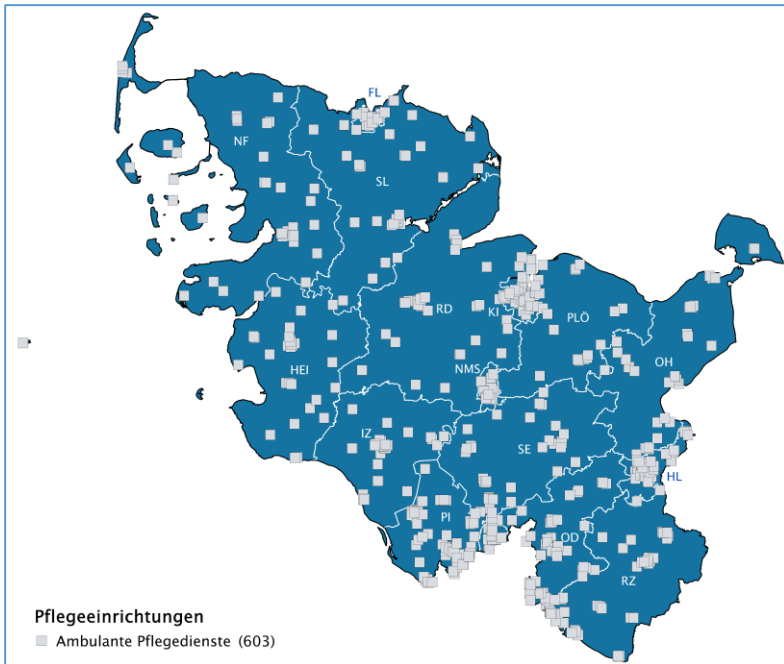 FL
NF
SL
RD
KI
PLÖ
OH
HEI
NMS
IZ
SE
HL
PI
OD
RZ
Pflegeeinrichtungen
Ambulante Pflegedienste (603)